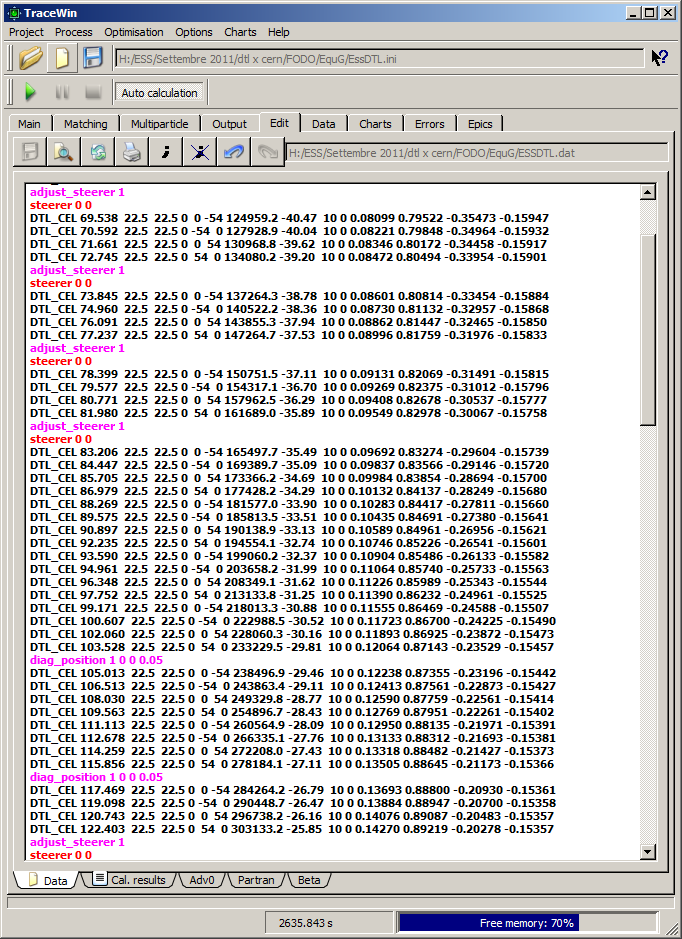 TraceWin
Project Process Optimisation Options Charts Help
H:/ESS/Settembre 2011/dtl x cern/FODO/EquG/EssDTL.ini
Auto calculation
Main Matching Multiparticle Output Edit Data Charts Errors Epics
H:/ESS/Settembre 2011/dtl x cern/FODO/EquG/ESSDTL.dat
adjust_steerer 1
steerer 0 0
DTL_CEL 69.538 22.5 22.5 0 0 -54 124959.2 -40.47 10 0 0.08099 0.79522 -0.35473 -0.15947
DTL_CEL 70.592 22.5 22.5 0 -54 0 127928.9 -40.04 10 0 0.08221 0.79848 -0.34964 -0.15932
DTL_CEL 71.661 22.5 22.5 0 0 54 130968.8 -39.62 10 0 0.08346 0.80172 -0.34458 -0.15917
DTL_CEL 72.745 22.5 22.5 0 54 0 134080.2 -39.20 10 0 0.08472 0.80494 -0.33954 -0.15901
adjust_steerer 1
steerer 0 0
DTL_CEL 73.845 22.5 22.5 0 0 -54 137264.3 -38.78 10 0 0.08601 0.80814 -0.33454 -0.15884
DTL_CEL 74.960 22.5 22.5 0 -54 0 140522.2 -38.36 10 0 0.08730 0.81132 -0.32957 -0.15868
DTL_CEL 76.091 22.5 22.5 0 0 54 143855.3 -37.94 10 0 0.08862 0.81447 -0.32465 -0.15850
DTL_CEL 77.237 22.5 22.5 0 54 0 147264.7 -37.53 10 0 0.08996 0.81759 -0.31976 -0.15833
adjust_steerer 1
steerer 0 0
DTL_CEL 78.399 22.5 22.5 0 0 -54 150751.5 -37.11 10 0 0.09131 0.82069 -0.31491 -0.15815
DTL_CEL 79.577 22.5 22.5 0 -54 0 154317.1 -36.70 10 0 0.09269 0.82375 -0.31012 -0.15796
DTL_CEL 80.771 22.5 22.5 0 0 54 157962.5 -36.29 10 0 0.09408 0.82678 -0.30537 -0.15777
DTL_CEL 81.980 22.5 22.5 0 54 0 161689.0 -35.89 10 0 0.09549 0.82978 -0.30067 -0.15758
adjust_steerer 1
steerer 0 0
DTL_CEL 83.206 22.5 22.5 0 0 -54 165497.7 -35.49 10 0 0.09692 0.83274 -0.29604 -0.15739
DTL_CEL 84.447 22.5 22.5 0 -54 0 169389.7 -35.09 10 0 0.09837 0.83566 -0.29146 -0.15720
DTL_CEL 85.705 22.5 22.5 0 0 54 173366.2 -34.69 10 0 0.09984 0.83854 -0.28694 -0.15700
DTL_CEL 86.979 22.5 22.5 0 54 0 177428.2 -34.29 10 0 0.10132 0.84137 -0.28249 -0.15680
DTL_CEL 88.269 22.5 22.5 0 0 -54 181577.0 -33.90 10 0 0.10283 0.84417 -0.27811 -0.15660
DTL_CEL 89.575 22.5 22.5 0 -54 0 185813.5 -33.51 10 0 0.10435 0.84691 -0.27380 -0.15641
DTL_CEL 90.897 22.5 22.5 0 0 54 190138.9 -33.13 10 0 0.10589 0.84961 -0.26956 -0.15621
DTL_CEL 92.235 22.5 22.5 0 54 0 194554.1 -32.74 10 0 0.10746 0.85226 -0.26541 -0.15601
DTL_CEL 93.590 22.5 22.5 0 0 -54 199060.2 -32.37 10 0 0.10904 0.85486 -0.26133 -0.15582
DTL_CEL 94.961 22.5 22.5 0 -54 0 203658.2 -31.99 10 0 0.11064 0.85740 -0.25733 -0.15563
DTL_CEL 96.348 22.5 22.5 0 0 54 208349.1 -31.62 10 0 0.11226 0.85989 -0.25343 -0.15544
DTL_CEL 97.752 22.5 22.5 0 54 0 213133.8 -31.25 10 0 0.11390 0.86232 -0.24961 -0.15525
DTL_CEL 99.171 22.5 22.5 0 0 -54 218013.3 -30.88 10 0 0.11555 0.86469 -0.24588 -0.15507
DTL_CEL 100.607 22.5 22.5 0 -54 0 222988.5 -30.52 10 0 0.11723 0.86700 -0.24225 -0.15490
DTL_CEL 102.060 22.5 22.5 0 0 54 228060.3 -30.16 10 0 0.11893 0.86925 -0.23872 -0.15473
DTL_CEL 103.528 22.5 22.5 0 54 0 233229.5 -29.81 10 0 0.12064 0.87143 -0.23529 -0.15457
diag_position 1 0 0 0.05
DTL_CEL 105.013 22.5 22.5 0 0 -54 238496.9 -29.46 10 0 0.12238 0.87355 -0.23196 -0.15442
DTL_CEL 106.513 22.5 22.5 0 -54 0 243863.4 -29.11 10 0 0.12413 0.87561 -0.22873 -0.15427
DTL_CEL 108.030 22.5 22.5 0 0 54 249329.8 -28.77 10 0 0.12590 0.87759 -0.22561 -0.15414
DTL_CEL 109.563 22.5 22.5 0 54 0 254896.7 -28.43 10 0 0.12769 0.87951 -0.22261 -0.15402
DTL_CEL 111.113 22.5 22.5 0 0 -54 260564.9 -28.09 10 0 0.12950 0.88135 -0.21971 -0.15391
DTL_CEL 112.678 22.5 22.5 0 -54 0 266335.1 -27.76 10 0 0.13133 0.88312 -0.21693 -0.15381
DTL_CEL 114.259 22.5 22.5 0 0 54 272208.0 -27.43 10 0 0.13318 0.88482 -0.21427 -0.15373
DTL_CEL 115.856 22.5 22.5 0 54 0 278184.1 -27.11 10 0 0.13505 0.88645 -0.21173 -0.15366
diag_position 1 0 0 0.05
DTL_CEL 117.469 22.5 22.5 0 0 -54 284264.2 -26.79 10 0 0.13693 0.88800 -0.20930 -0.15361
DTL_CEL 119.098 22.5 22.5 0 -54 0 290448.7 -26.47 10 0 0.13884 0.88947 -0.20700 -0.15358
DTL_CEL 120.743 22.5 22.5 0 0 54 296738.2 -26.16 10 0 0.14076 0.89087 -0.20483 -0.15357
DTL_CEL 122.403 22.5 22.5 0 54 0 303133.2 -25.85 10 0 0.14270 0.89219 -0.20278 -0.15357
adjust_steerer 1
steerer 0 0
Data Cal. results Adv0 Partran Beta
2635.843 s Free memory: 70%